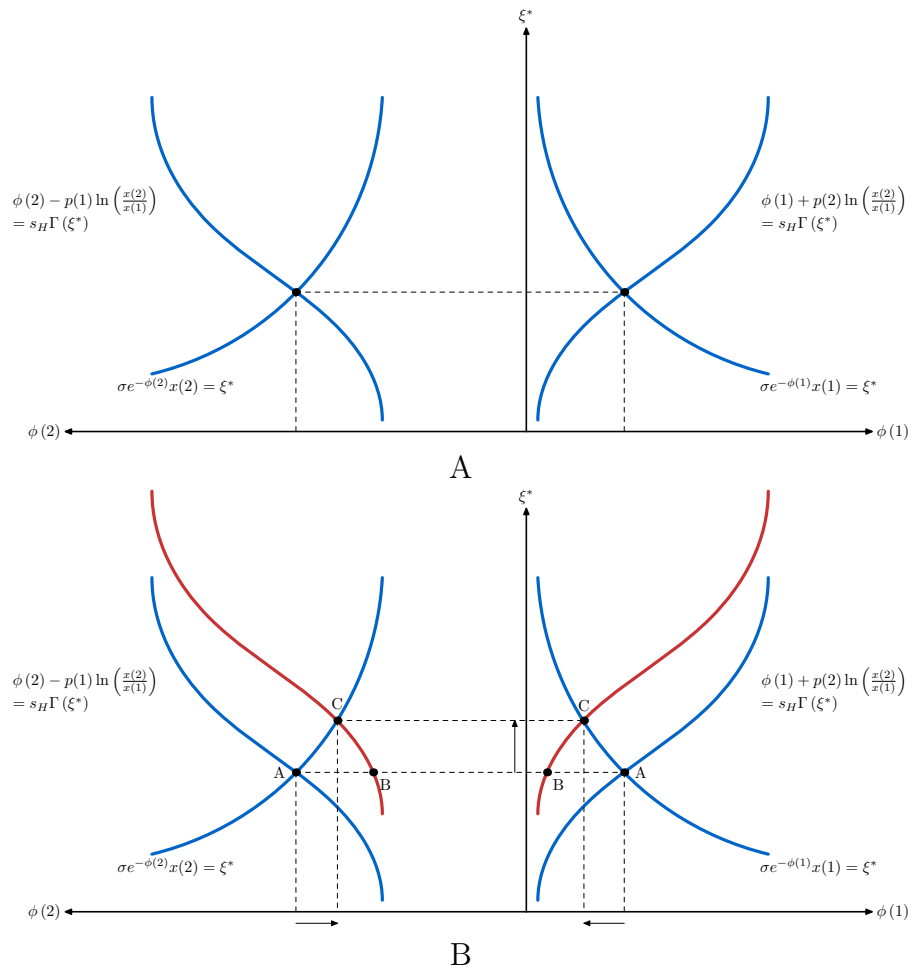 ξ*
ϕ (2) − p(1) ln (x(2)/x(1))
= s_H Γ (ξ*)
ϕ (1) + p(2) ln (x(2)/x(1))
= s_H Γ (ξ*)
σe^{−ϕ(2)}x(2) = ξ*
σe^{−ϕ(1)}x(1) = ξ*
ϕ (2)
ϕ (1)
A
ξ*
ϕ (2) − p(1) ln (x(2)/x(1))
= s_H Γ (ξ*)
ϕ (1) + p(2) ln (x(2)/x(1))
= s_H Γ (ξ*)
C
C
A
B
B
A
σe^{−ϕ(2)}x(2) = ξ*
σe^{−ϕ(1)}x(1) = ξ*
ϕ (2)
ϕ (1)
B